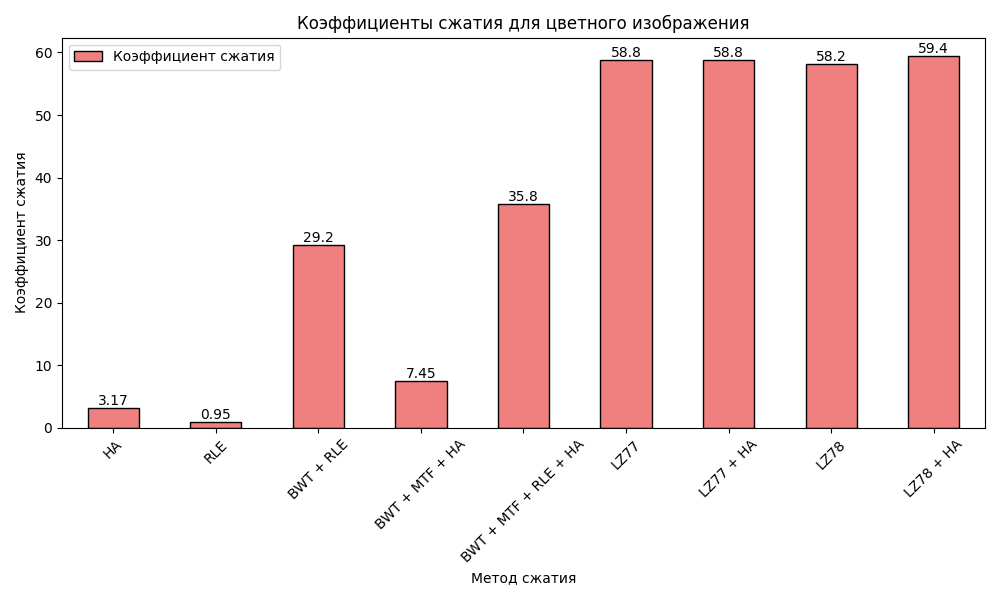 Коэффициенты сжатия для цветного изображения
Коэффициент сжатия
Коэффициент сжатия
60
50
40
30
20
10
0
3.17
0.95
29.2
7.45
35.8
58.8
58.8
58.2
59.4
HA
RLE
BWT + RLE
BWT + MTF + HA
BWT + MTF + RLE + HA
LZ77
LZ77 + HA
LZ78
LZ78 + HA
Метод сжатия